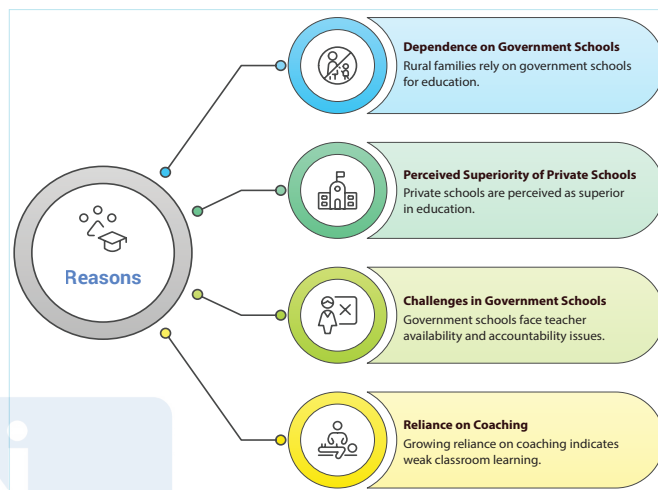 Reasons
Dependence on Government Schools
Rural families rely on government schools
for education.
Perceived Superiority of Private Schools
Private schools are perceived as superior
in education.
Challenges in Government Schools
Government schools face teacher
availability and accountability issues.
Reliance on Coaching
Growing reliance on coaching indicates
weak classroom learning.